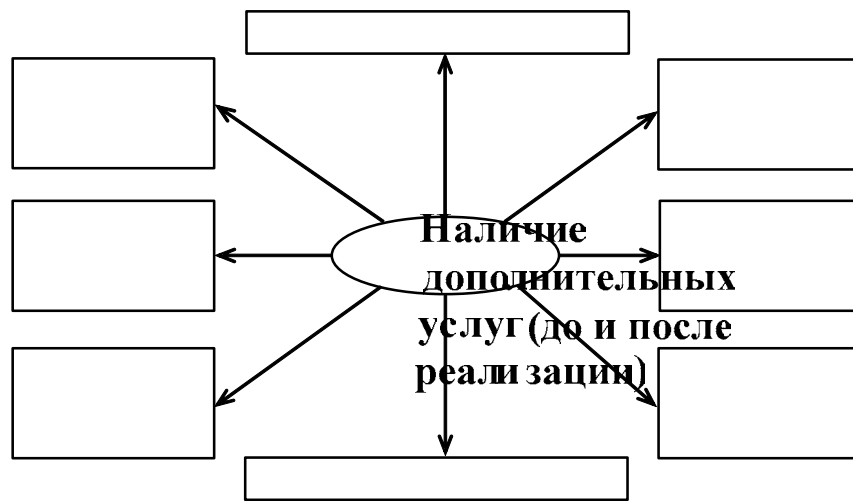 Наличие
дополнительных
услуг (до и после
реализации)